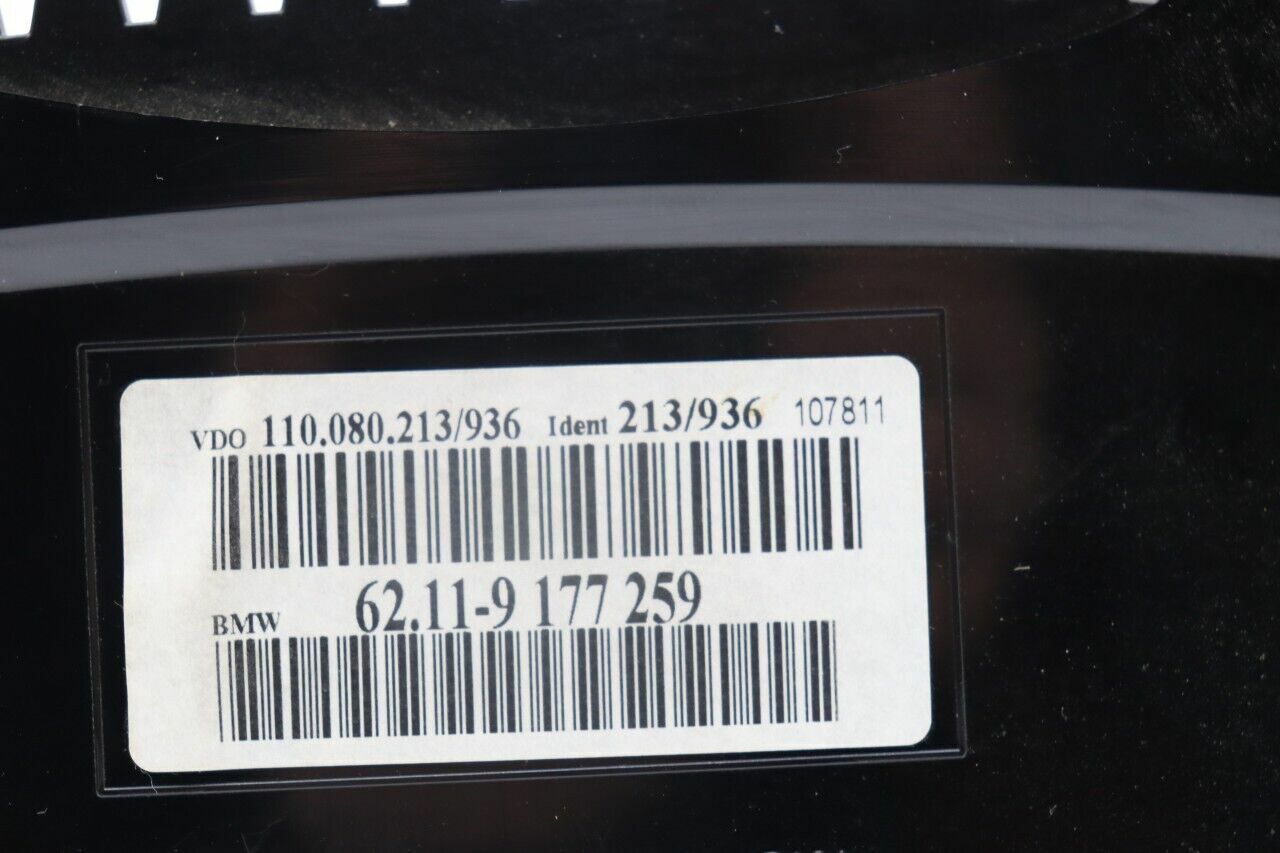 VDO 110.080.213/936 Ident 213/936 107811
BMW 62.11-9 177 259